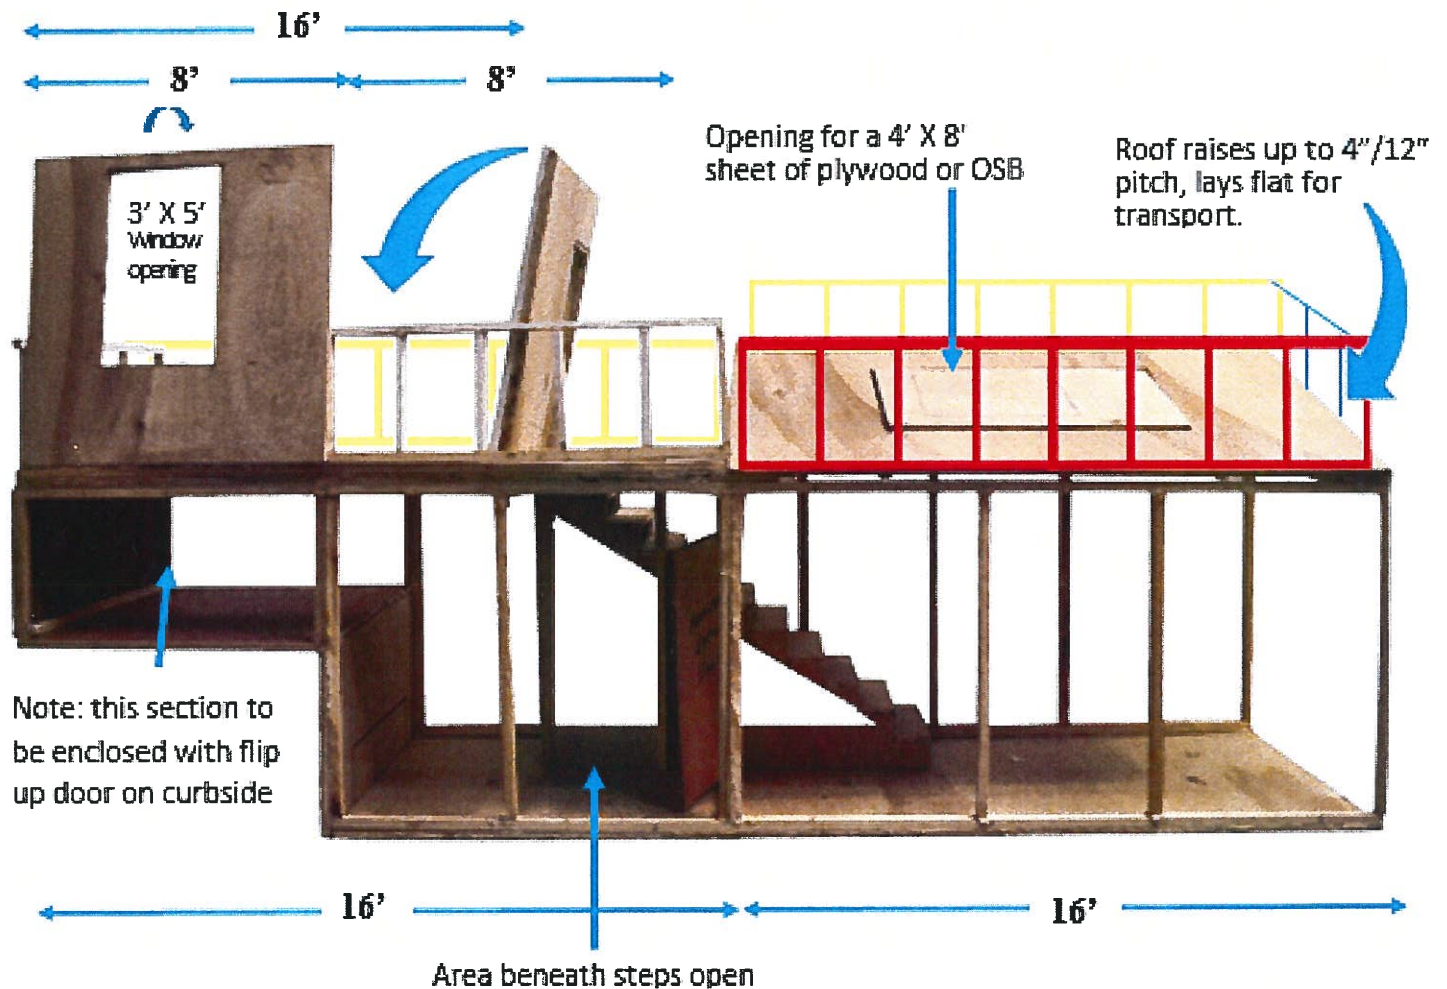 16’
8’
8’
Opening for a 4' X 8'
sheet of plywood or OSB
Roof raises up to 4”/12”
pitch, lays flat for
transport.
3’ X 5’
Window
opening
Note: this section to
be enclosed with flip
up door on curbside
16’
16’
Area beneath steps open